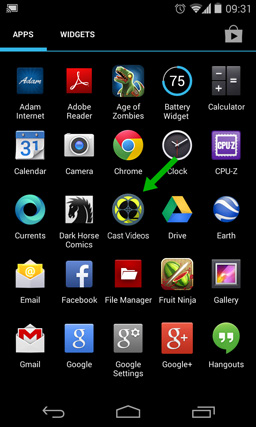 09:31
APPS WIDGETS
Adam 75
Adam Adobe Age of Battery Calculator
Internet Reader Zombies Widget
31 CPU-Z
Calendar Camera Chrome Clock CPU-Z
Currents Dark Horse Cast Videos Drive Earth
Comics
Email Facebook File Manager Fruit Ninja Gallery
g g g+
Gmail Google Google Google+ Hangouts
Settings